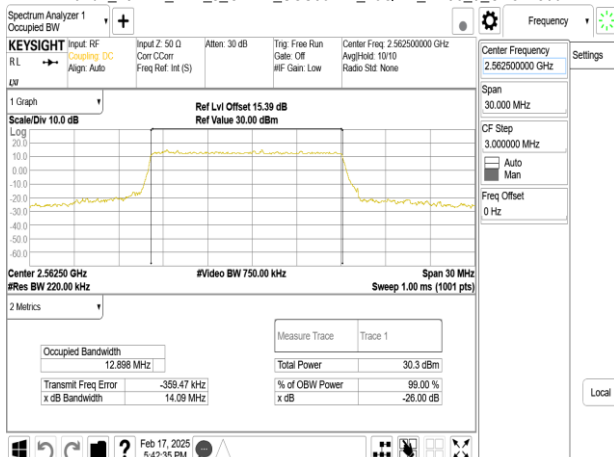 Spectrum Analyzer 1
Occupied BW
Frequency
KEYSIGHT
Input: RF
Coupling: DC
Align: Auto
Input Z: 50 Ω
Corr CCorr
Freq Ref: Int (S)
Atten: 30 dB
Trig: Free Run
Gate: Off
#IF Gain: Low
Center Freq: 2.562500000 GHz
Avg|Hold: 10/10
Radio Std: None
RL
LXI
Center Frequency
2.562500000 GHz
Settings
Span
30.000 MHz
CF Step
3.000000 MHz
Auto
Man
Freq Offset
0 Hz
1 Graph
Scale/Div 10.0 dB
Ref Lvl Offset 15.39 dB
Ref Value 30.00 dBm
Log
20.0
10.0
0.00
-10.0
-20.0
-30.0
-40.0
-50.0
-60.0
Center 2.56250 GHz
#Video BW 750.00 kHz
Span 30 MHz
#Res BW 220.00 kHz
Sweep 1.00 ms (1001 pts)
2 Metrics
Measure Trace
Trace 1
Occupied Bandwidth
12.898 MHz
Total Power
30.3 dBm
Transmit Freq Error
-359.47 kHz
% of OBW Power
99.00 %
x dB Bandwidth
14.09 MHz
x dB
-26.00 dB
Local
Feb 17, 2025
5:42:35 PM